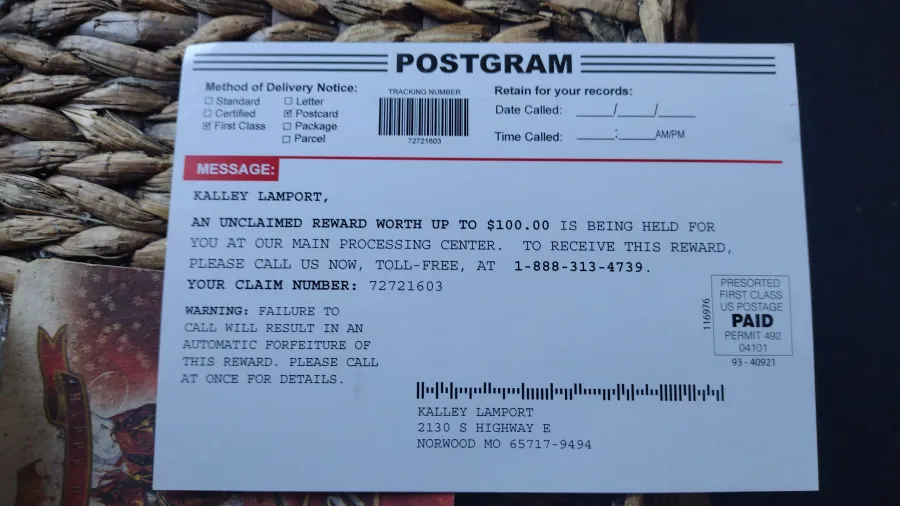 POSTGRAM
Method of Delivery Notice:
Standard
Certified
First Class
Letter
Postcard
Package
Parcel
TRACKING NUMBER
72721603
Retain for your records:
Date Called: ___/___/___
Time Called: ___:___AM/PM
MESSAGE:
KALLEY LAMPORT,
AN UNCLAIMED REWARD WORTH UP TO $100.00 IS BEING HELD FOR
YOU AT OUR MAIN PROCESSING CENTER. TO RECEIVE THIS REWARD,
PLEASE CALL US NOW, TOLL-FREE, AT 1-888-313-4739.
YOUR CLAIM NUMBER: 72721603
WARNING: FAILURE TO
CALL WILL RESULT IN AN
AUTOMATIC FORFEITURE OF
THIS REWARD. PLEASE CALL
AT ONCE FOR DETAILS.
116976
PRESORTED
FIRST CLASS
US POSTAGE
PAID
PERMIT 492
04101
93-40921
KALLEY LAMPORT
2130 S HIGHWAY E
NORWOOD MO 65717-9494